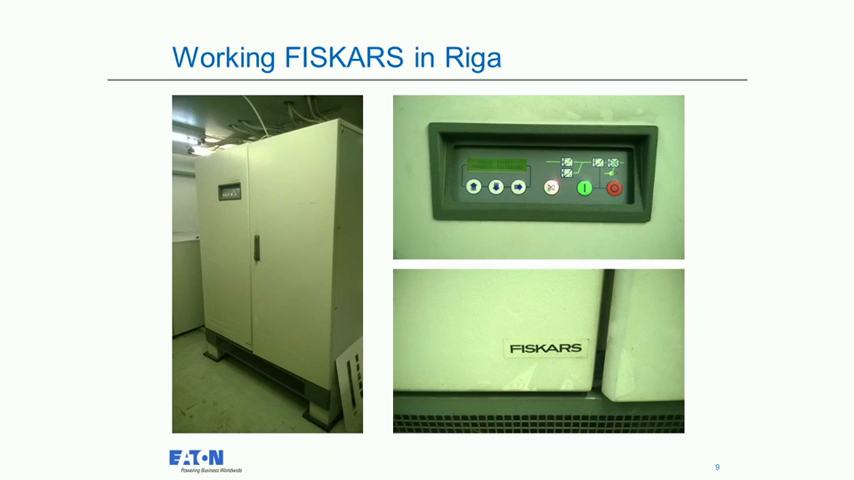 Working FISKARS in Riga
FISKARS
EATON
Powering Business Worldwide
9